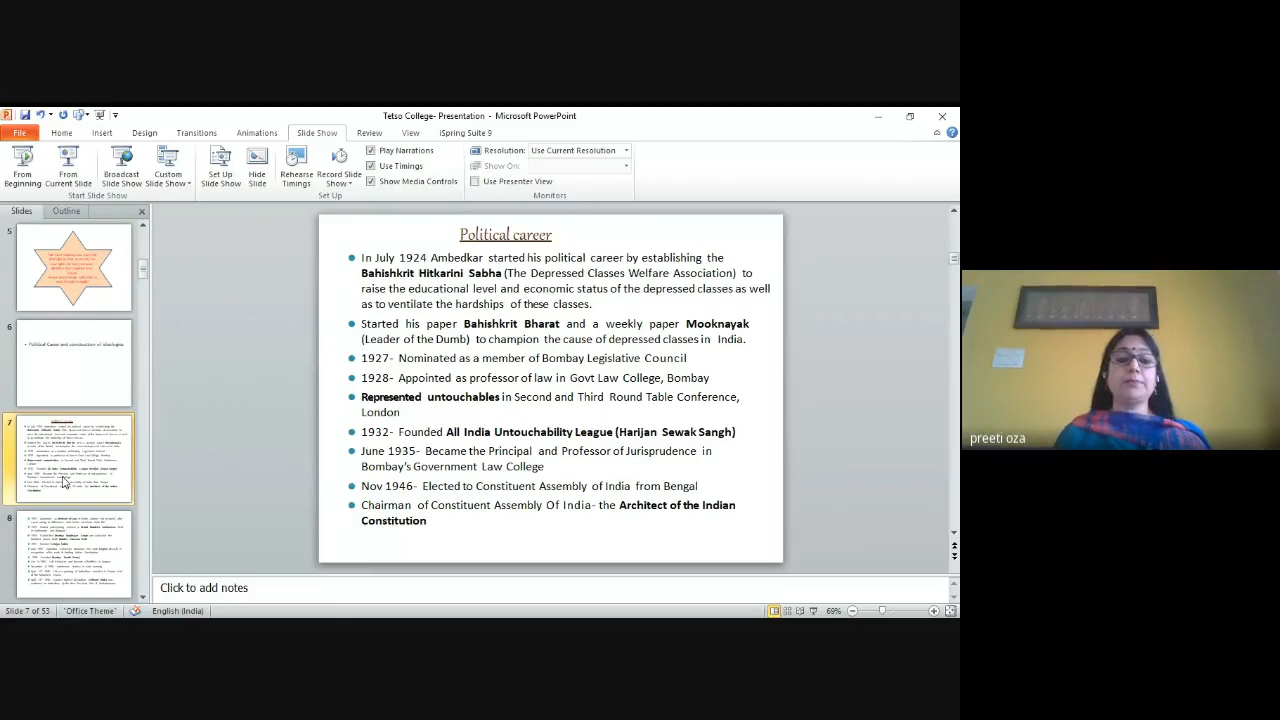 Tetso College- Presentation - Microsoft PowerPoint
File Home Insert Design Transitions Animations Slide Show Review View iSpring Suite 9
Play Narrations
Use Timings
Show Media Controls
Resolution: Use Current Resolution
Show On:
Use Presenter View
From Beginning
From Current Slide
Broadcast Slide Show
Custom Slide Show
Set Up Slide Show
Hide Slide
Rehearse Timings
Record Slide Show
Start Slide Show Set Up Monitors
Slides Outline
5
6
• Political Career and construction of ideologies
7
8
Political career
In July 1924 Ambedkar started his political career by establishing the
Bahishkrit Hitkarini Sabha (The Depressed Classes Welfare Association) to
raise the educational level and economic status of the depressed classes as well
as to ventilate the hardships of these classes.
Started his paper Bahishkrit Bharat and a weekly paper Mooknayak
(Leader of the Dumb) to champion the cause of depressed classes in India.
1927- Nominated as a member of Bombay Legislative Council
1928- Appointed as professor of law in Govt Law College, Bombay
Represented untouchables in Second and Third Round Table Conference,
London
1932- Founded All India Untouchability League (Harijan Sewak Sangh)
June 1935- Became the Principal and Professor of Jurisprudence in
Bombay's Government Law College
Nov 1946- Elected to Constituent Assembly of India from Bengal
Chairman of Constituent Assembly Of India- the Architect of the Indian
Constitution
Click to add notes
Slide 7 of 53 "Office Theme" English (India) 69%
preeti oza